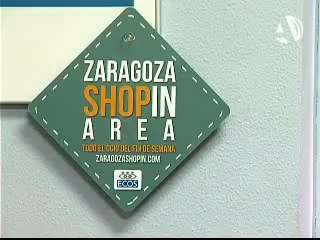 ZARAGOZA
SHOPIN
AREA
TODO EL OCIO DEL FIN DE SEMANA
ZARAGOZASHOPIN.COM
ECOS